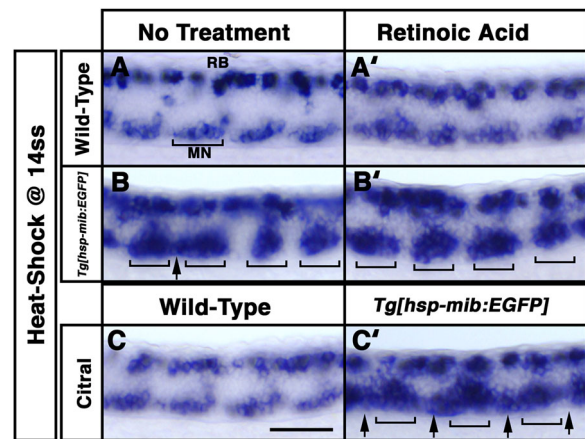 No Treatment
Retinoic Acid
Heat-Shock @ 14ss
Wild-Type
A
RB
MN
A'
Tg[hsp-mib:EGFP]
B
B'
Wild-Type
Tg[hsp-mib:EGFP]
Citral
C
C'